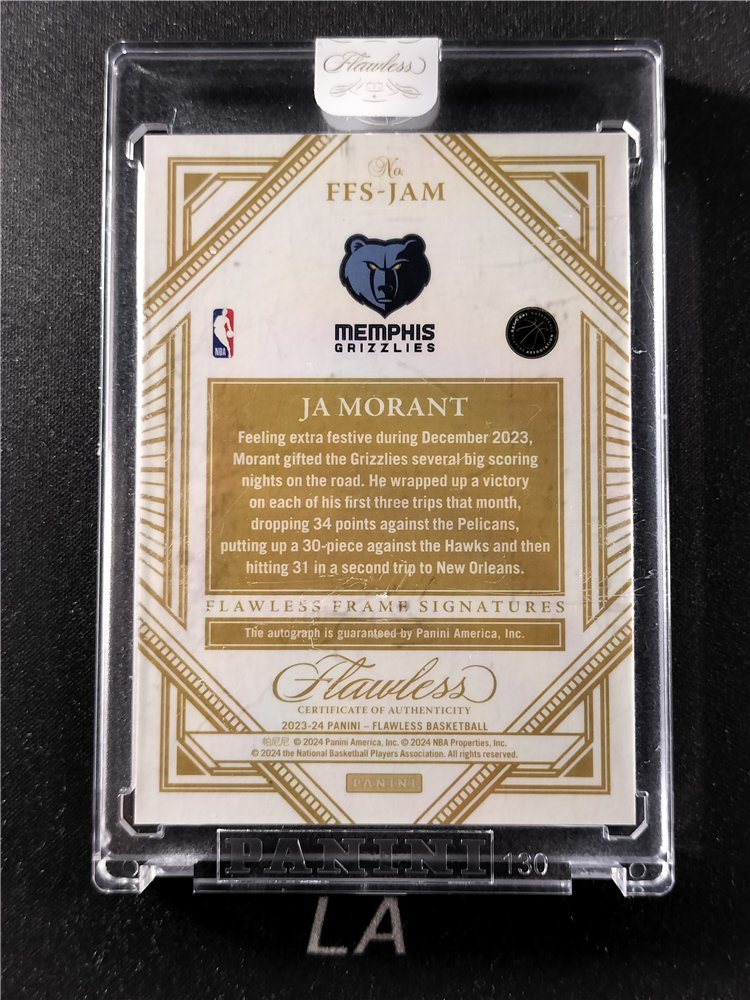 Flawless
No.
FFS-JAM
MEMPHIS
GRIZZLIES
NBA
JA MORANT
Feeling extra festive during December 2023,
Morant gifted the Grizzlies several big scoring
nights on the road. He wrapped up a victory
on each of his first three trips that month,
dropping 34 points against the Pelicans,
putting up a 30-piece against the Hawks and then
hitting 31 in a second trip to New Orleans.
FLAWLESS FRAME SIGNATURES
The autograph is guaranteed by Panini America, Inc.
Flawless
CERTIFICATE OF AUTHENTICITY
2023-24 PANINI – FLAWLESS BASKETBALL
帕尼尼 © 2024 Panini America, Inc. © 2024 NBA Properties, Inc.
© 2024 the National Basketball Players Association. All rights reserved.
PANINI
PANINI 130
LA